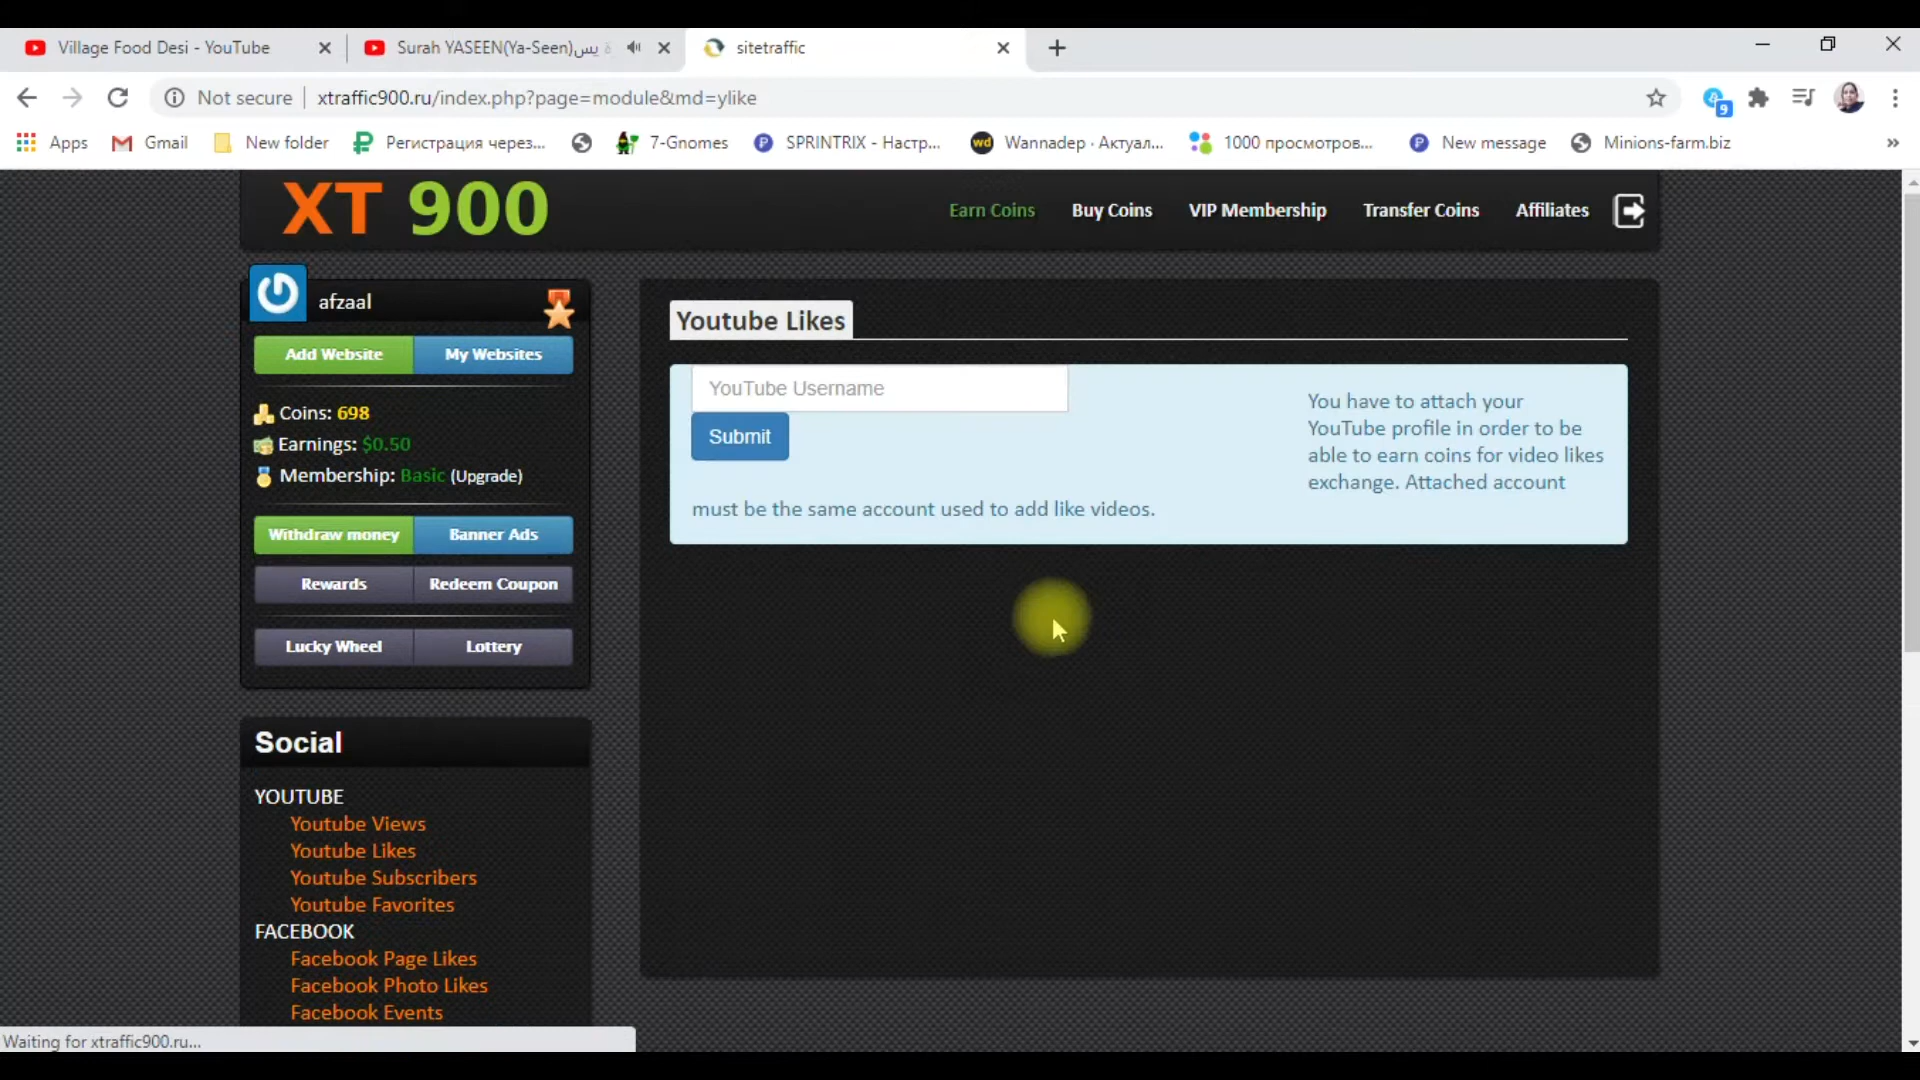 Village Food Desi - YouTube
Surah YASEEN(Ya-Seen)ة يس
sitetraffic
Not secure
xtraffic900.ru/index.php?page=module&md=ylike
9
Apps
Gmail
New folder
Регистрация через...
7-Gnomes
SPRINTRIX - Настр...
wd
Wannadep · Актуал...
1000 просмотров...
New message
Minions-farm.biz
XT 900
Earn Coins
Buy Coins
VIP Membership
Transfer Coins
Affiliates
afzaal
Add Website
My Websites
Coins: 698
Earnings: $0.50
Membership: Basic (Upgrade)
Withdraw money
Banner Ads
Rewards
Redeem Coupon
Lucky Wheel
Lottery
Social
YOUTUBE
Youtube Views
Youtube Likes
Youtube Subscribers
Youtube Favorites
FACEBOOK
Facebook Page Likes
Facebook Photo Likes
Facebook Events
Youtube Likes
YouTube Username
Submit
You have to attach your
YouTube profile in order to be
able to earn coins for video likes
exchange. Attached account
must be the same account used to add like videos.
Waiting for xtraffic900.ru...